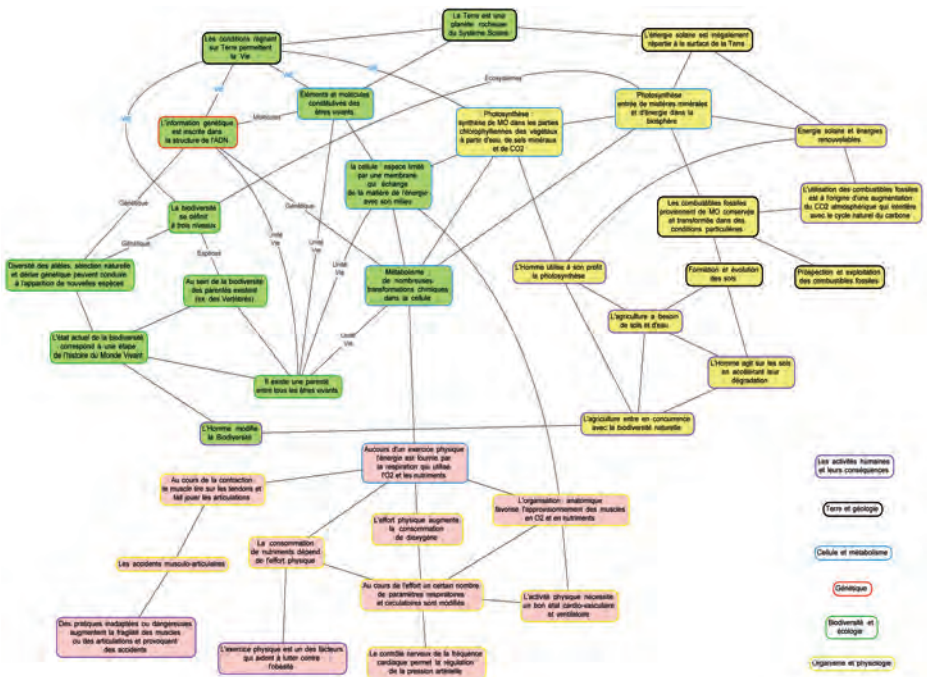 La Terre est une
planète rocheuse
du Système Solaire
Les conditions régnant
sur Terre permettent
la Vie
L'énergie solaire est inégalement
répartie à la surface de la Terre
Vie
Vie
Vie
Vie
Ecosystèmes
Eléments et molécules
constitutives des
êtres vivants
Molécules
L'information génétique
est inscrite dans
la structure de l'ADN
Photosynthèse :
synthèse de MO dans les parties
chlorophylliennes des végétaux
à partir d'eau, de sels minéraux
et de CO2
Photosynthèse :
entrée de matières minérales
et d'énergie dans la
biosphère
Energie solaire et énergies
renouvellables
la cellule : espace limité
par une membrane
qui échange
de la matière de l'énergie
avec son milieu
L'utilisation des combustibles fossiles
est à l'origine d'une augmentation
du CO2 atmosphérique qui interfère
avec le cycle naturel du carbone
Les combustibles fossiles
proviennent de MO conservée
et transformée dans des
conditions particulières
Génétique
La biodiversité
se définit
à trois niveaux
Génétique
Génétique
Espèces
Unité
Vie
Unité
Vie
Unité
Vie
Unité
Vie
Diversité des allèles, sélection naturelle
et dérive génétique peuvent conduire
à l'apparition de nouvelles espèces
Au sein de la biodiversité
des parentés existent
(ex. des Vertébrés)
Métabolisme :
de nombreuses
transformations chimiques
dans la cellule
L'Homme utilise à son profit
la photosynthèse
Formation et évolution
des sols
Prospection et exploitation
des combustibles fossiles
L'agriculture a besoin
de sols et d'eau
L'état actuel de la biodiversité
correspond à une étape
de l'histoire du Monde Vivant
Il existe une parenté
entre tous les êtres vivants
L'Homme agit sur les sols
en accélérant leur
dégradation
L'Homme modifie
la Biodiversité
L'agriculture entre en concurrence
avec la biodiversité naturelle
Aucours d'un exercice physique
l'énergie est fournie par
la respiration qui utilise
l'O2 et les nutriments
Au cours de la contraction :
le muscle tire sur les tendons et
fait jouer les articulations
L'organisation : anatomique
favorise l'approvisionnement des muscles
en O2 et en nutriments
L'effort physique augmente
la consommation
de dioxygène
La consommation
de nutriments dépend
de l'effort physique
Les accidents musculo-articulaires
Au cours de l'effort un certain nombre
de paramètres respiratoires
et circulatoires sont modifiés
L'activité physique nécessite
un bon état cardio-vasculaire
et ventilatoire
Des pratiques inadaptées ou dangereuses
augmentent la fragilité des muscles
ou des articulations et provoquent
des accidents
L'exercice physique est un des facteurs
qui aident à lutter contre
l'obésité
Le contrôle nerveux de la fréquence
cardiaque permet la régulation
de la pression artérielle
Les activités humaines
et leurs conséquences
Terre et géologie
Cellule et métabolisme
Génétique
Biodiversité et
écologie
Organisme et physiologie